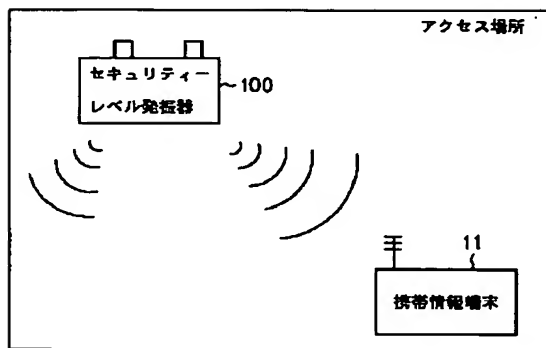 アクセス場所
セキュリティー
レベル発振器
100
11
携帯情報端末